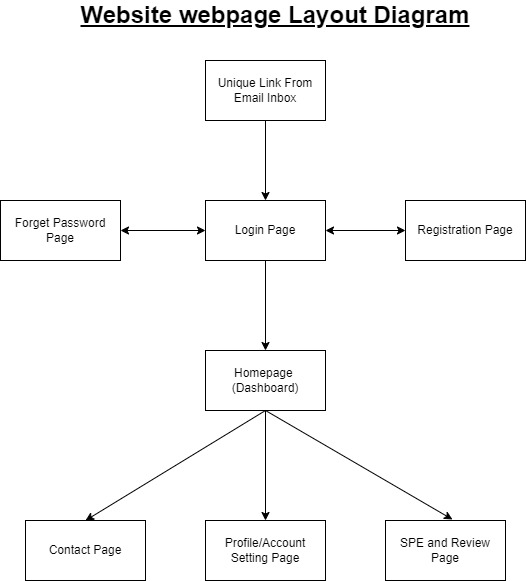 Website webpage Layout Diagram
Unique Link From
Email Inbox
Forget Password
Page
Login Page
Registration Page
Homepage
(Dashboard)
Contact Page
Profile/Account
Setting Page
SPE and Review
Page